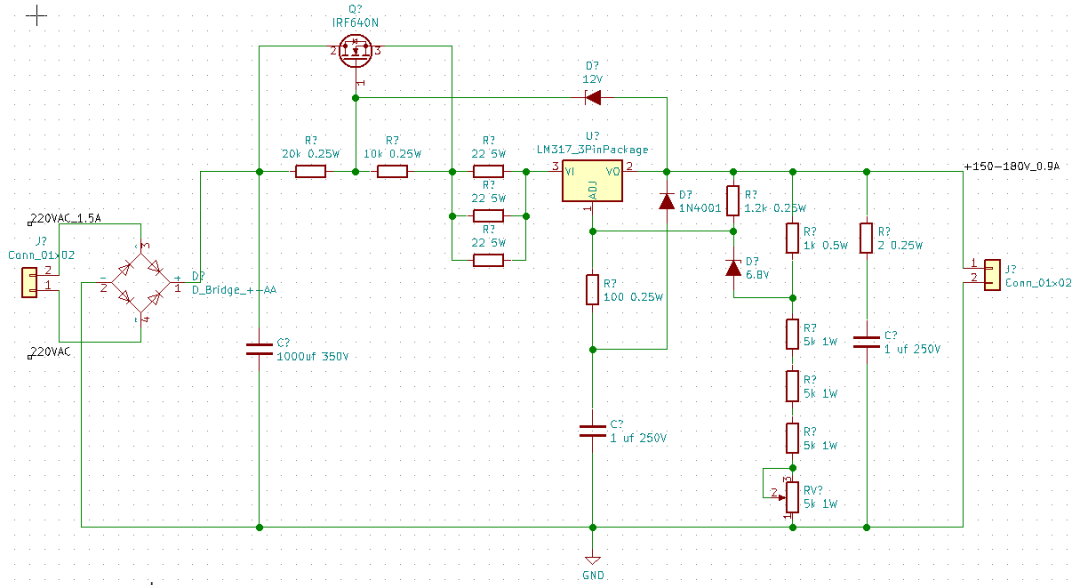 Q?
IRF640N
2
3
1
D?
12V
R?
20k 0.25W
R?
10k 0.25W
R?
22 5W
R?
22 5W
R?
22 5W
U?
LM317_3PinPackage
3
VI
VO
2
ADJ
1
+150-180V_0.9A
D?
1N4001
R?
1.2k 0.25W
R?
1k 0.5W
R?
2 0.25W
D?
6.8V
R?
100 0.25W
220VAC_1.5A
J?
Conn_01x02
2
1
3
-
2
+
1
4
D?
D_Bridge_+-AA
220VAC
C?
1000uf 350V
R?
5k 1W
R?
5k 1W
R?
5k 1W
C?
1 uf 250V
C?
1 uf 250V
RV?
5k 1W
3
2
1
1
2
J?
Conn_01x02
GND